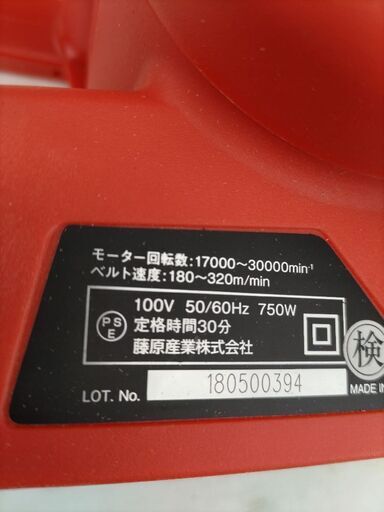 モーター回転数:17000～30000min⁻¹
ベルト速度:180～320m/min
PSE
100V 50/60Hz 750W
定格時間30分
藤原産業株式会社
検
LOT. No. 180500394
MADE IN